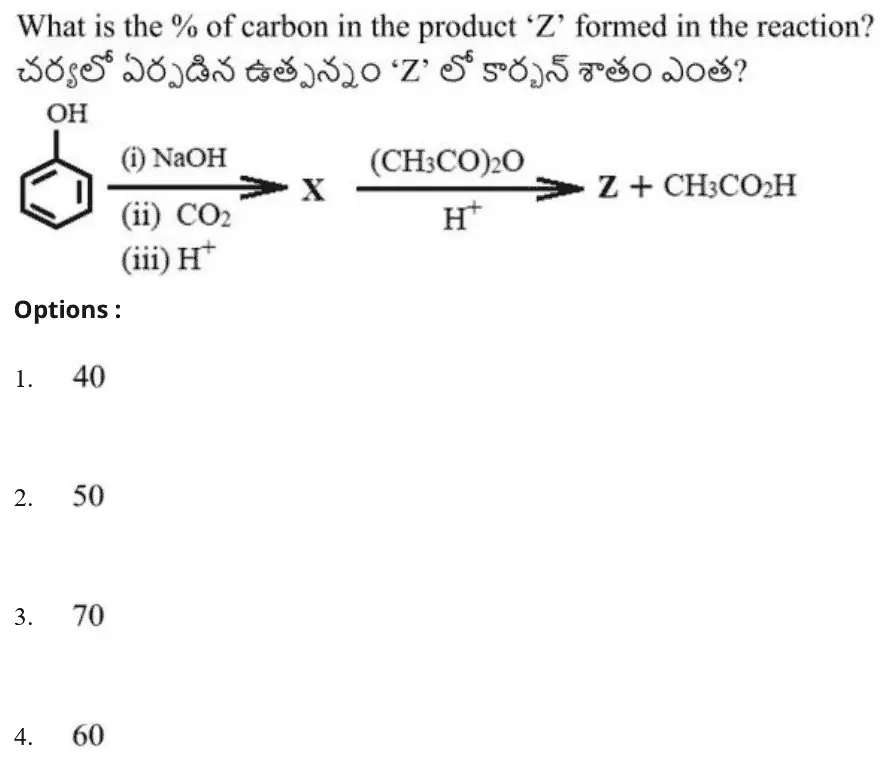 What is the % of carbon in the product ‘Z’ formed in the reaction?
చర్యలో ఏర్పడిన ఉత్పన్నం ‘Z’ లో కార్బన్ శాతం ఎంత?
OH
(i) NaOH
(ii) CO₂
(iii) H⁺
X
(CH₃CO)₂O
H⁺
Z + CH₃CO₂H
Options :
1. 40
2. 50
3. 70
4. 60